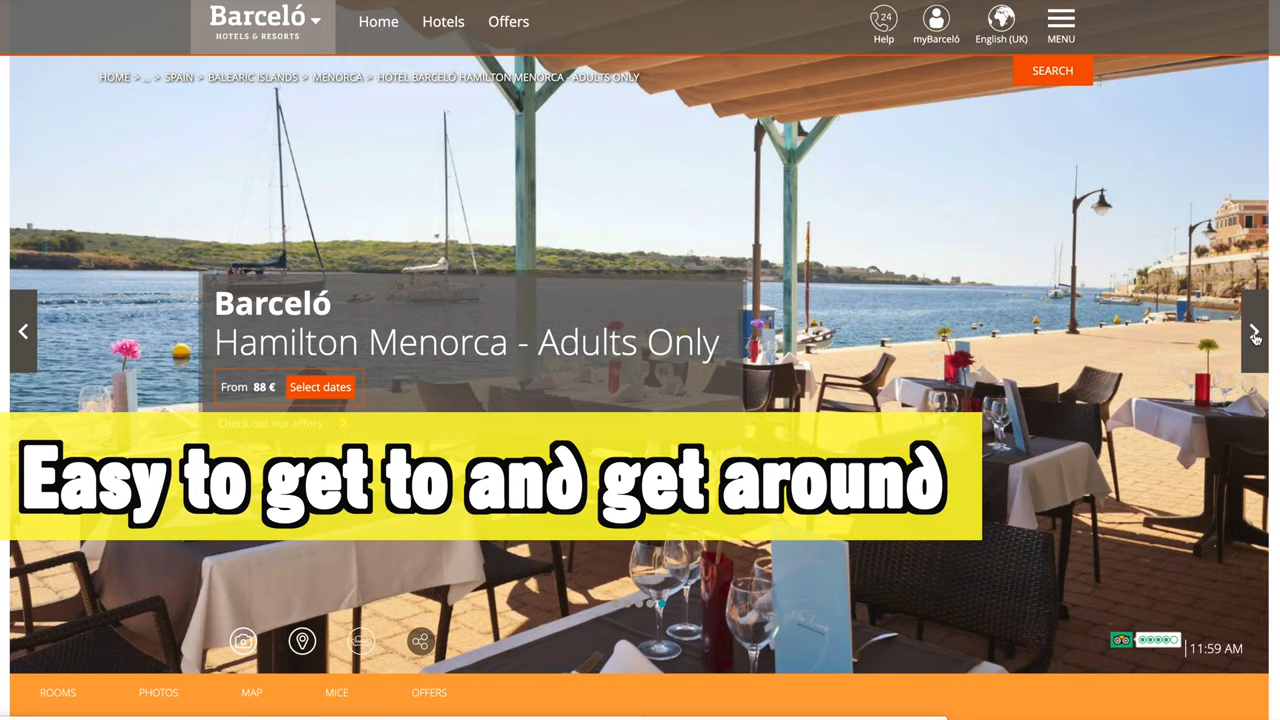 Barceló
HOTELS & RESORTS
Home
Hotels
Offers
24
Help
myBarceló
English (UK)
MENU
HOME > ... > SPAIN > BALEARIC ISLANDS > MENORCA > HOTEL BARCELÓ HAMILTON MENORCA - ADULTS ONLY
SEARCH
Barceló
Hamilton Menorca - Adults Only
From 88 €
Select dates
Check out our offers
Easy to get to and get around
11:59 AM
ROOMS
PHOTOS
MAP
MICE
OFFERS